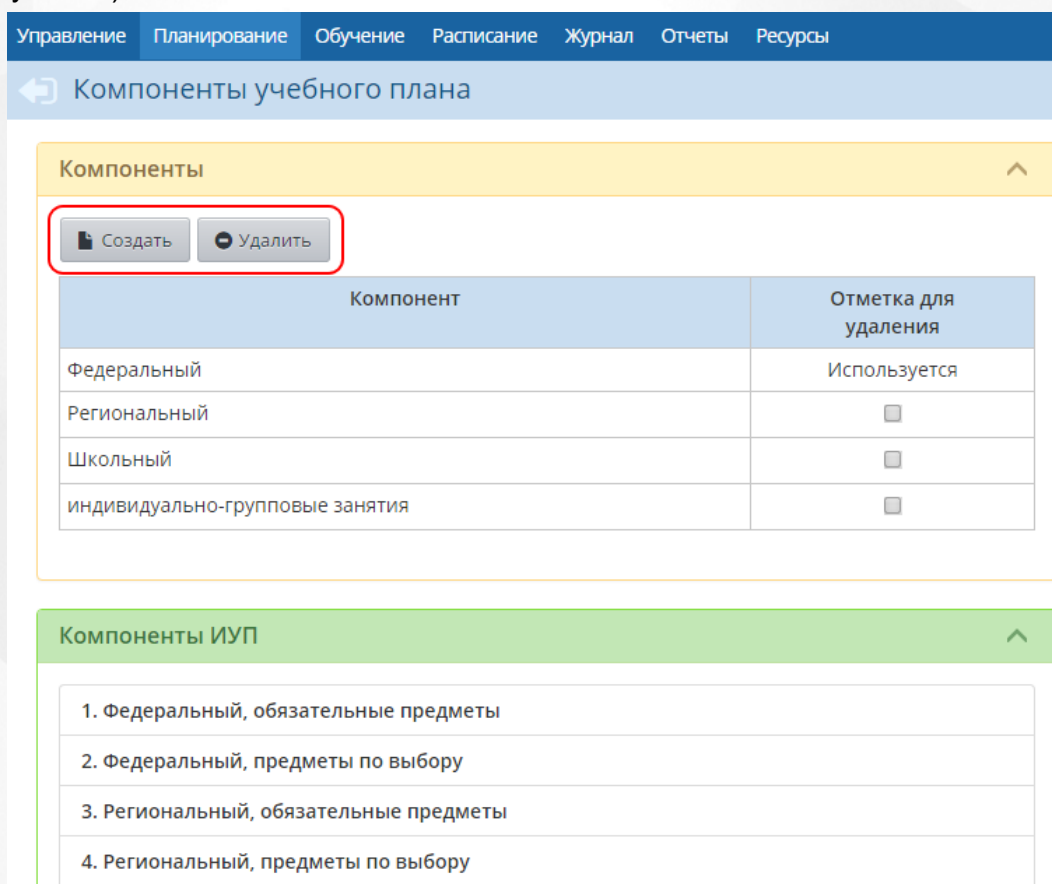 Управление Планирование Обучение Расписание Журнал Отчеты Ресурсы
Компоненты учебного плана
Компоненты
Создать Удалить
Компонент Отметка для
удаления
Федеральный Используется
Региональный
Школьный
индивидуально-групповые занятия
Компоненты ИУП
1. Федеральный, обязательные предметы
2. Федеральный, предметы по выбору
3. Региональный, обязательные предметы
4. Региональный, предметы по выбору